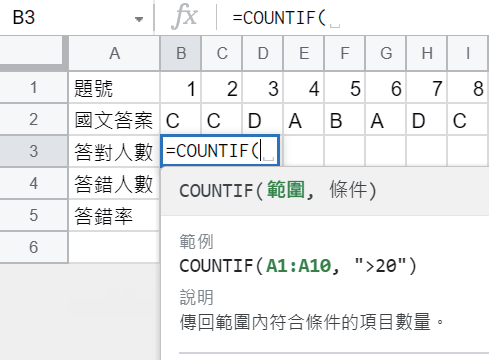 B3 fx =COUNTIF(
A B C D E F G H I
1 題號 1 2 3 4 5 6 7 8
2 國文答案 C C D A B A D C
3 答對人數 =COUNTIF(
4 答錯人數
5 答錯率
6
COUNTIF(範圍, 條件)
範例
COUNTIF(A1:A10, ">20")
說明
傳回範圍內符合條件的項目數量。